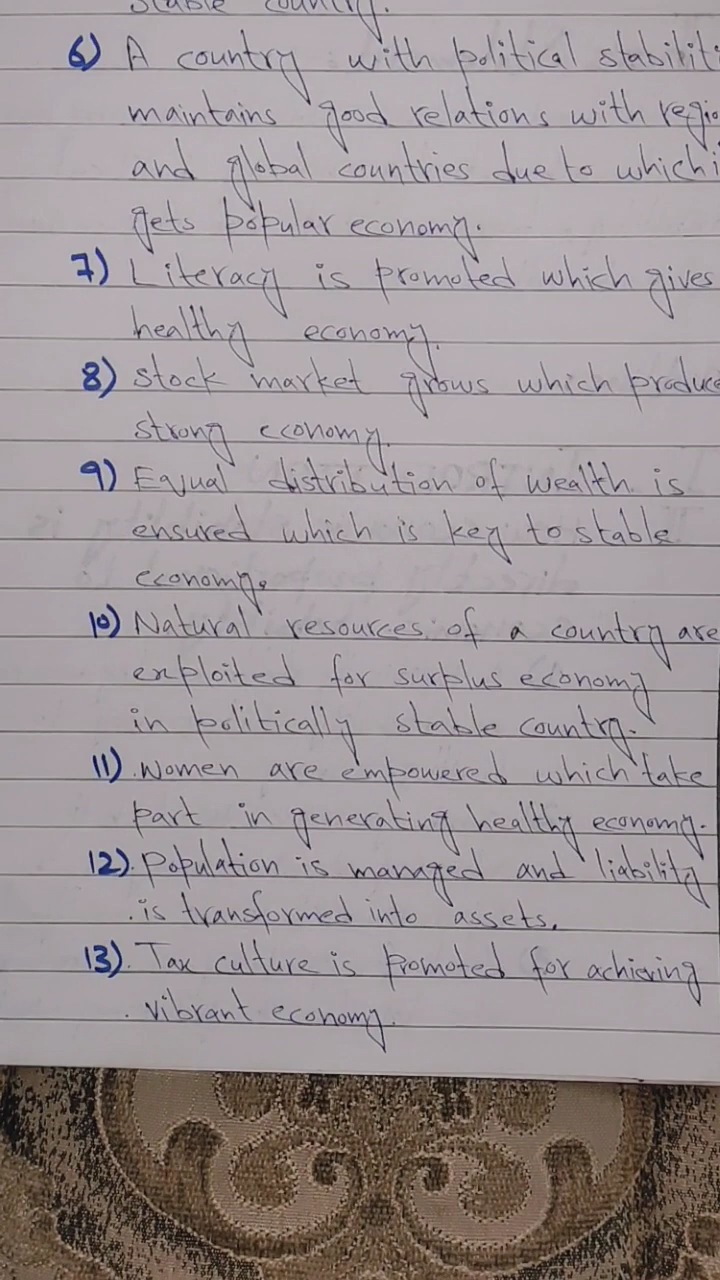 stable country.
6) A country with political stabilit
maintains good relations with regio
and global countries due to which i
gets popular economy.
7) Literacy is promoted which gives
healthy economy.
8) stock market grows which produce
strong economy.
9) Equal distribution of wealth is
ensured which is key to stable
economy.
10) Natural resources of a country are
exploited for surplus economy
in politically stable country.
11) Women are empowered which take
part in generating healthy economy.
12). Population is managed and liability
is transformed into assets.
13). Tax culture is promoted for achieving
vibrant economy.